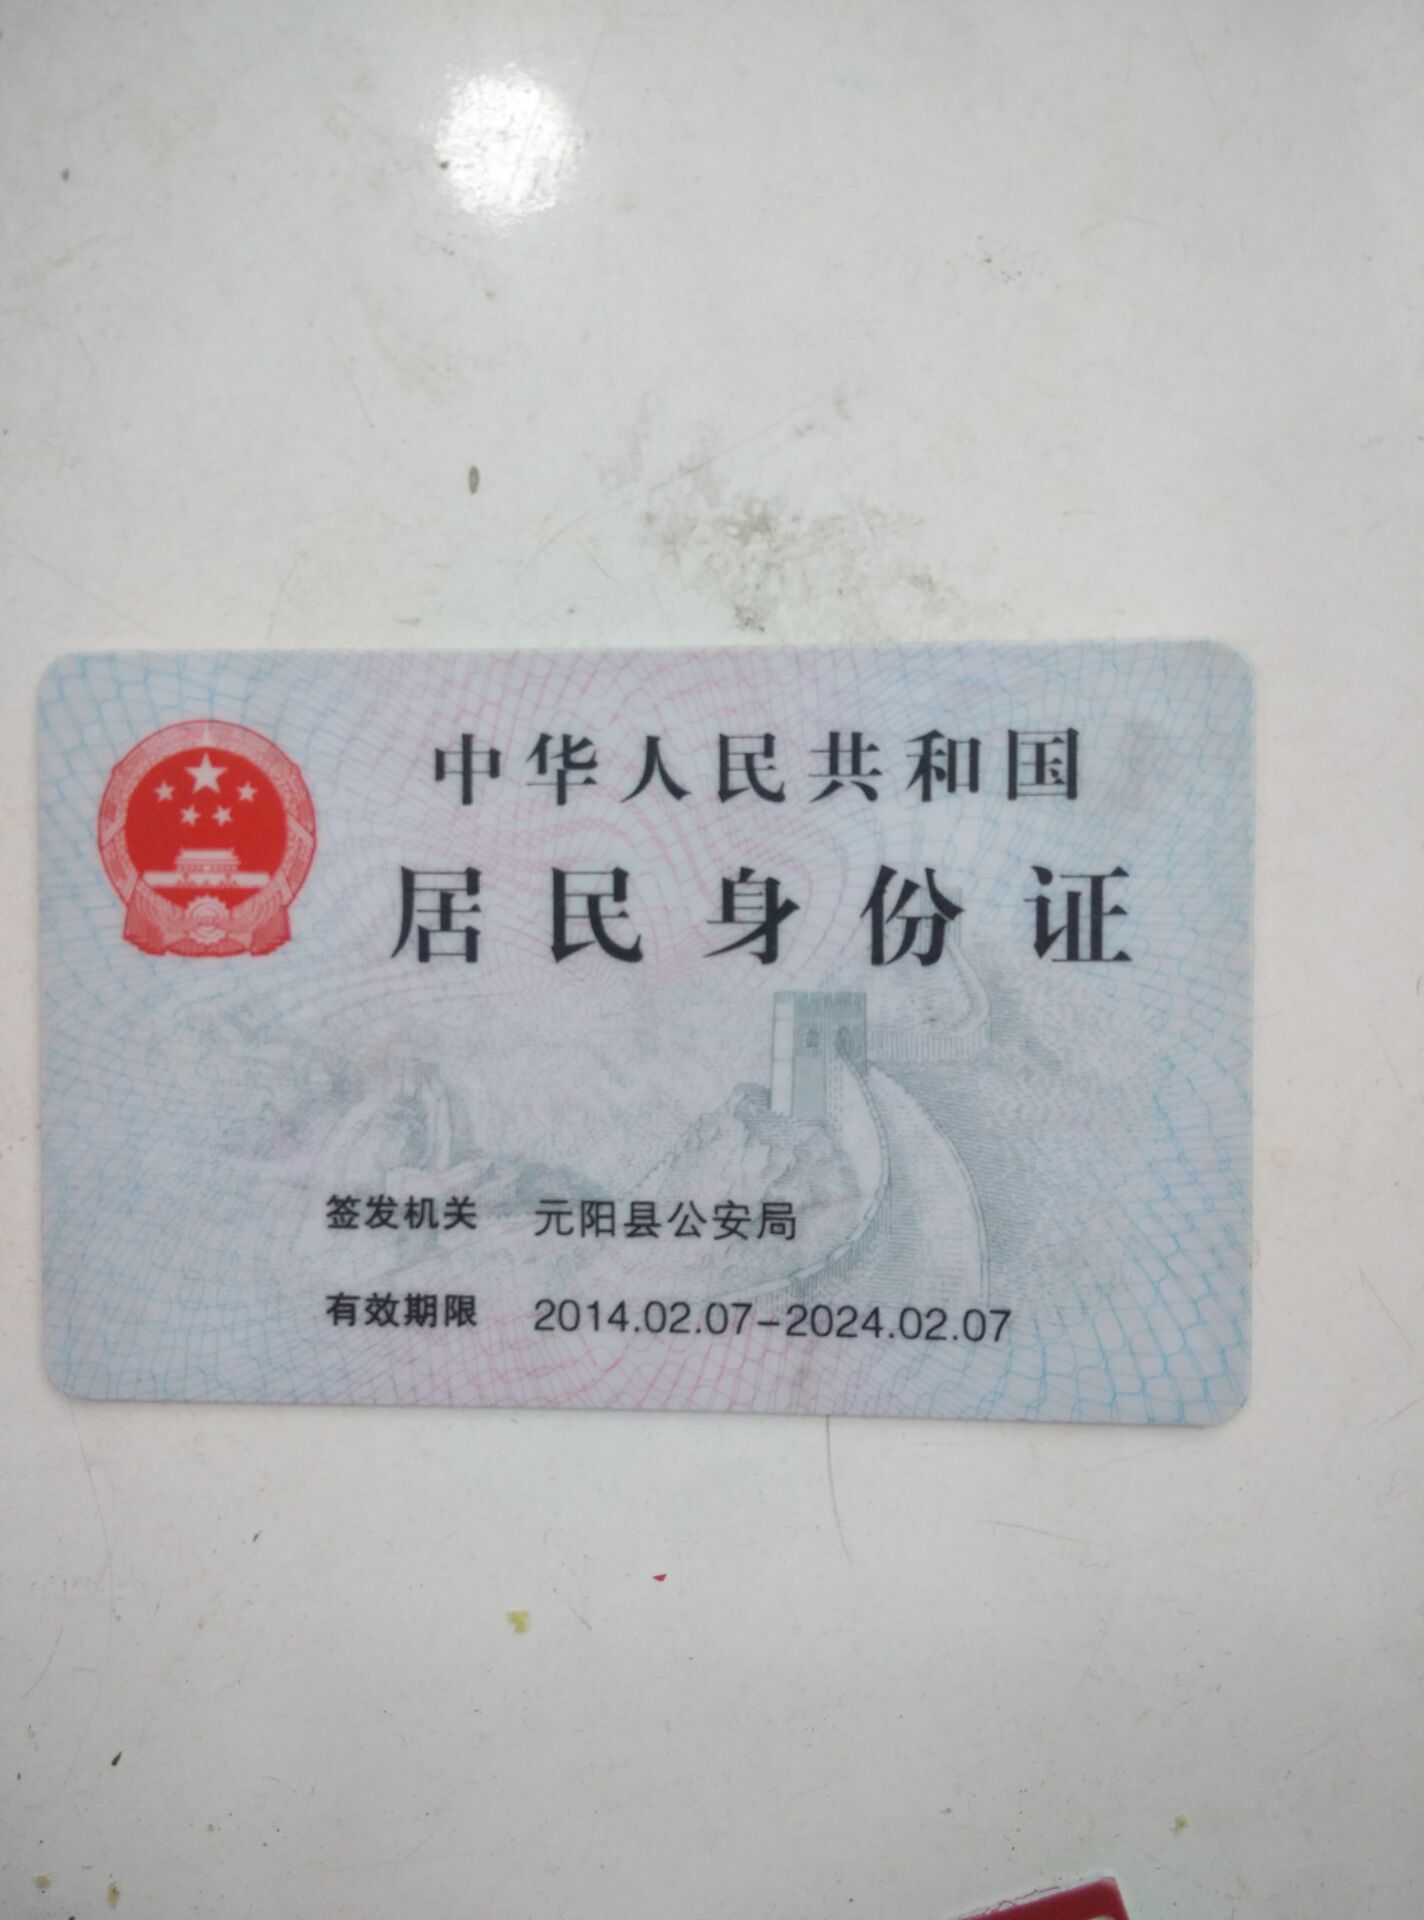 中华人民共和国
居民身份证
签发机关 元阳县公安局
有效期限 2014.02.07-2024.02.07